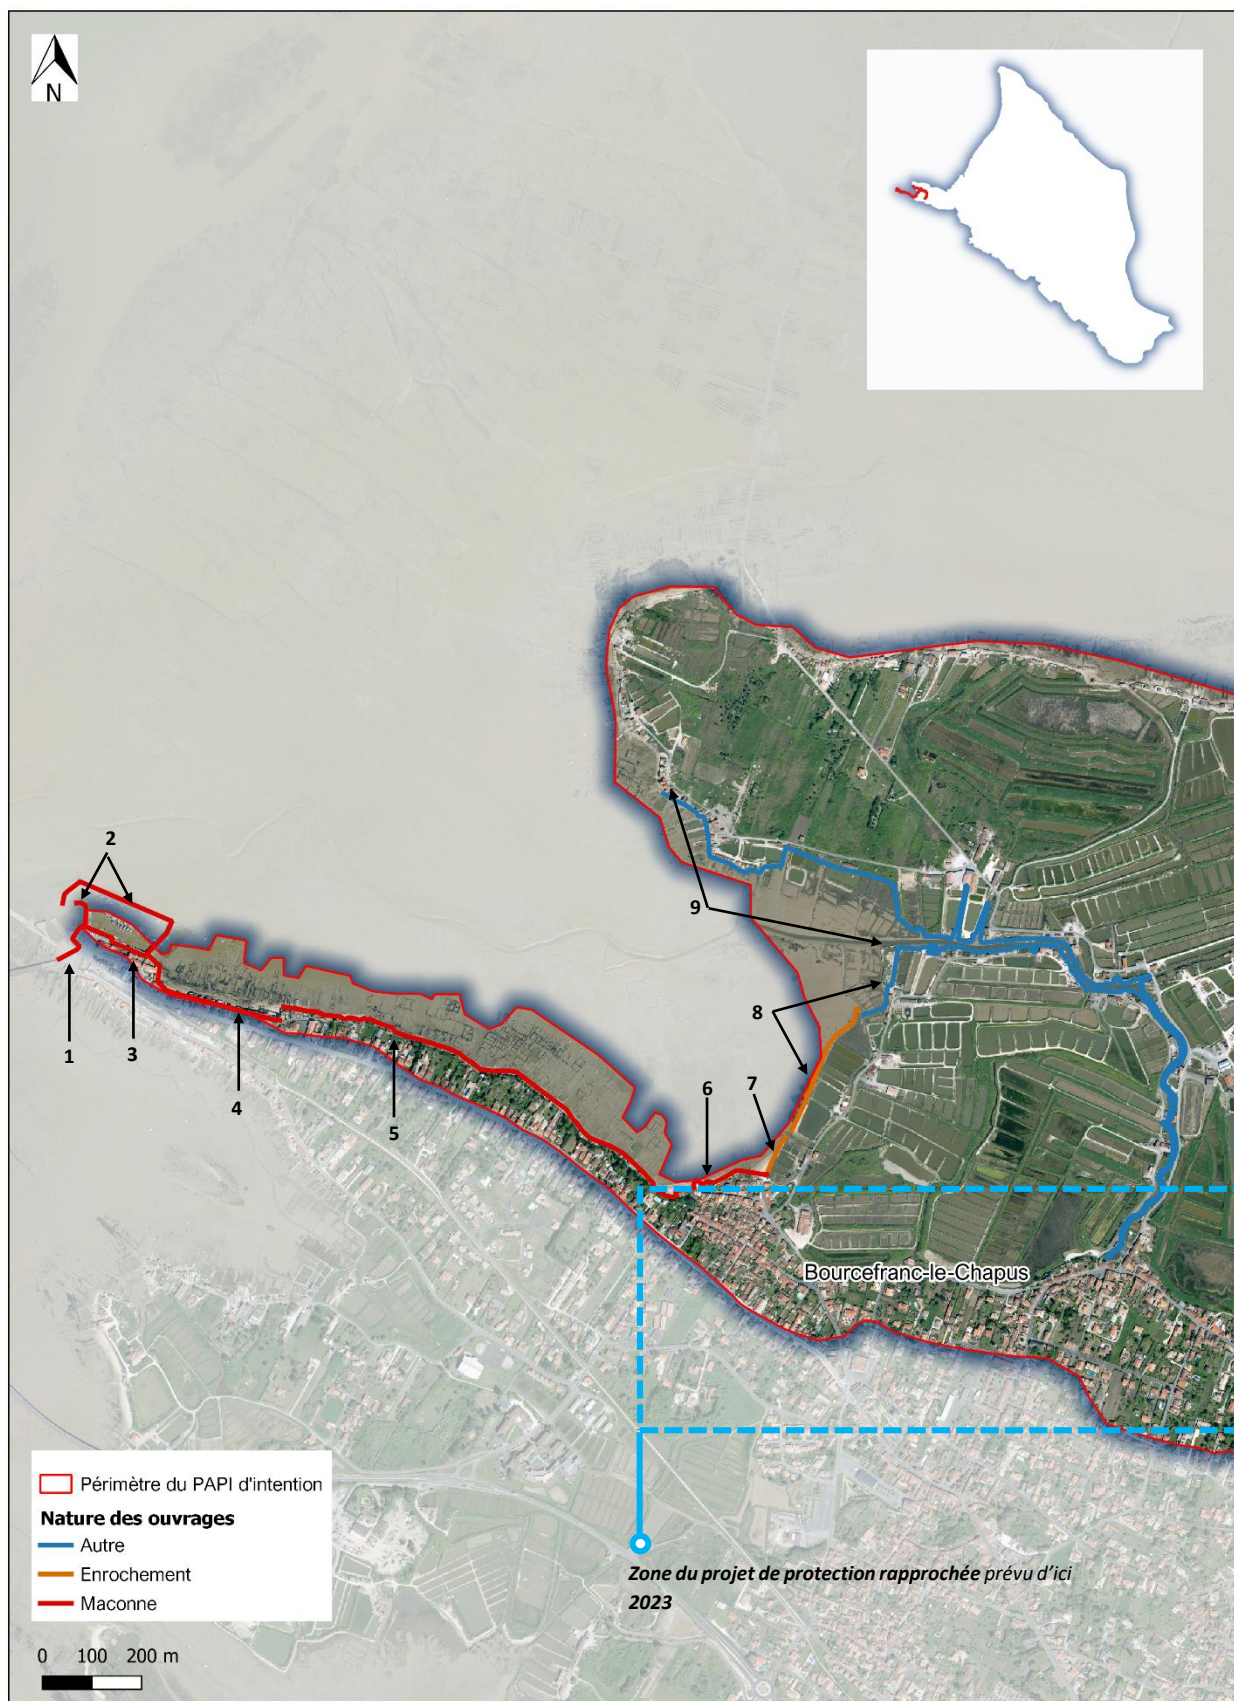 N
2
9
8
1
3
4
5
6
7
Bourcefranc-le-Chapus
Périmètre du PAPI d'intention
Nature des ouvrages
Autre
Enrochement
Maconne
Zone du projet de protection rapprochée prévu d'ici
2023
0 100 200 m